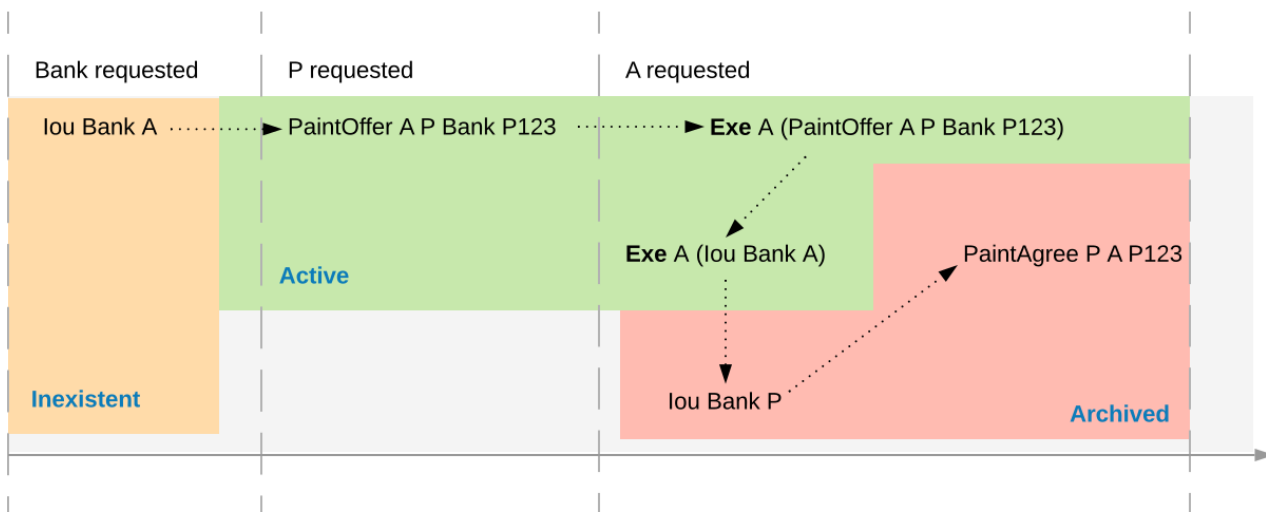 Bank requested
P requested
A requested
Iou Bank A
PaintOffer A P Bank P123
Exe A (PaintOffer A P Bank P123)
Exe A (Iou Bank A)
PaintAgree P A P123
Active
Inexistent
Iou Bank P
Archived